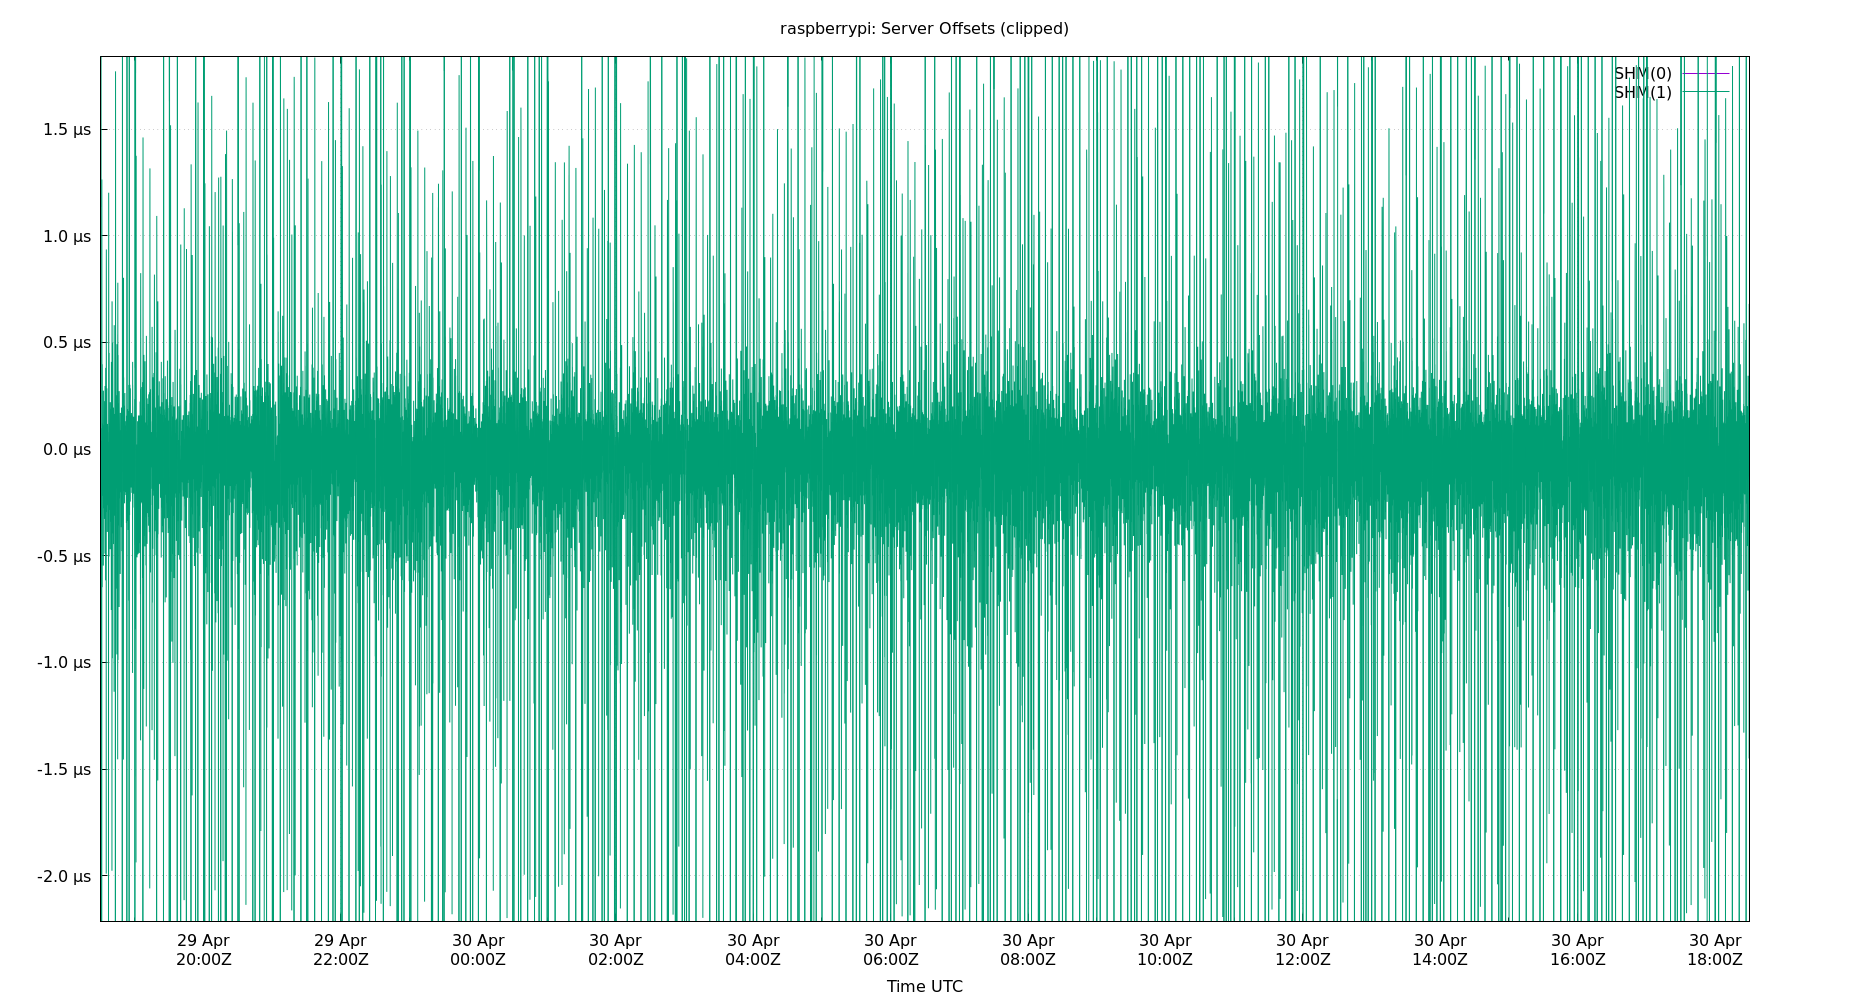 raspberrypi: Server Offsets (clipped)
SHM(0)
SHM(1)
1.5 µs
1.0 µs
0.5 µs
0.0 µs
-0.5 µs
-1.0 µs
-1.5 µs
-2.0 µs
29 Apr 29 Apr 30 Apr 30 Apr 30 Apr 30 Apr 30 Apr 30 Apr 30 Apr 30 Apr 30 Apr 30 Apr
20:00Z 22:00Z 00:00Z 02:00Z 04:00Z 06:00Z 08:00Z 10:00Z 12:00Z 14:00Z 16:00Z 18:00Z
Time UTC